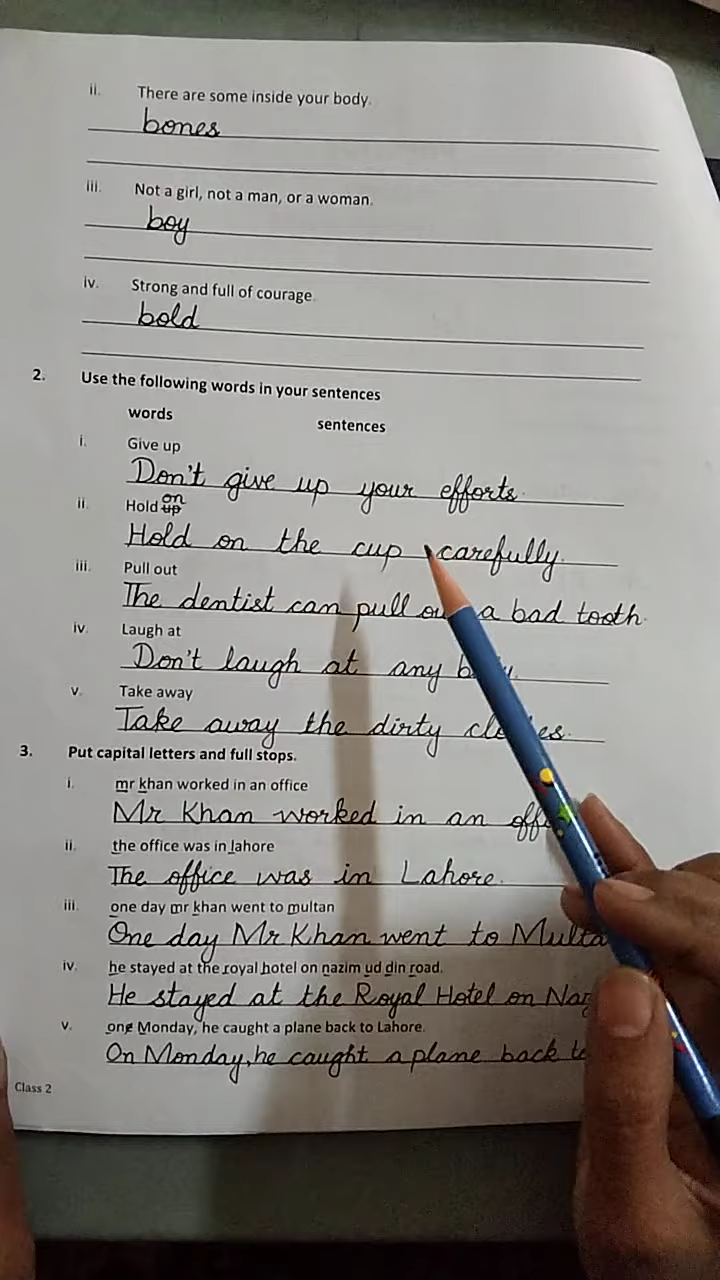 ii. There are some inside your body.
bones
iii. Not a girl, not a man, or a woman.
boy
iv. Strong and full of courage.
bold
2. Use the following words in your sentences
words sentences
i. Give up
Don't give up your efforts.
ii. Hold up on
Hold on the cup carefully.
iii. Pull out
The dentist can pull a bad tooth.
iv. Laugh at
Don't laugh at any
v. Take away
Take away the dirty
3. Put capital letters and full stops.
i. mr khan worked in an office
Mr Khan worked in an
ii. the office was in lahore
The office was in Lahore.
iii. one day mr khan went to multan
One day Mr Khan went to
iv. he stayed at the royal hotel on nazim ud din road.
He stayed at the Royal Hotel on
v. one Monday, he caught a plane back to Lahore.
On Monday, he caught a plane back
Class 2